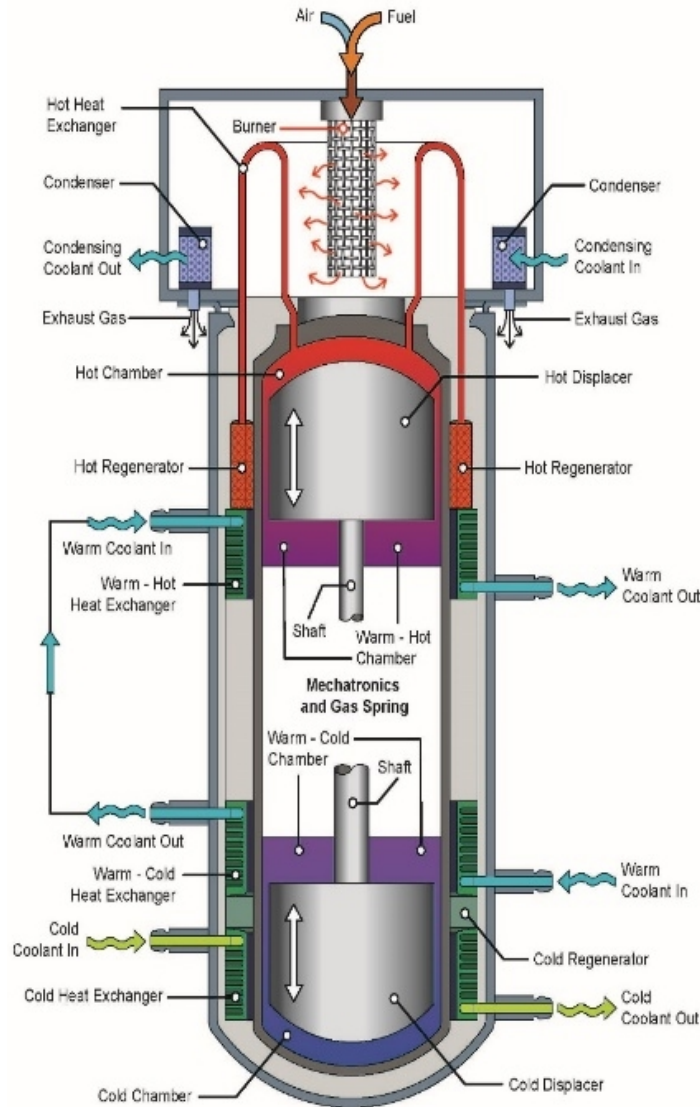 Air
Fuel
Hot Heat
Exchanger
Burner
Condenser
Condenser
Condensing
Coolant Out
Condensing
Coolant In
Exhaust Gas
Exhaust Gas
Hot Chamber
Hot Displacer
Hot Regenerator
Hot Regenerator
Warm Coolant In
Warm - Hot
Heat Exchanger
Warm
Coolant Out
Shaft
Warm - Hot
Chamber
Mechatronics
and Gas Spring
Warm - Cold
Chamber
Shaft
Warm Coolant Out
Warm - Cold
Heat Exchanger
Warm
Coolant In
Cold
Coolant In
Cold Regenerator
Cold Heat Exchanger
Cold
Coolant Out
Cold Chamber
Cold Displacer